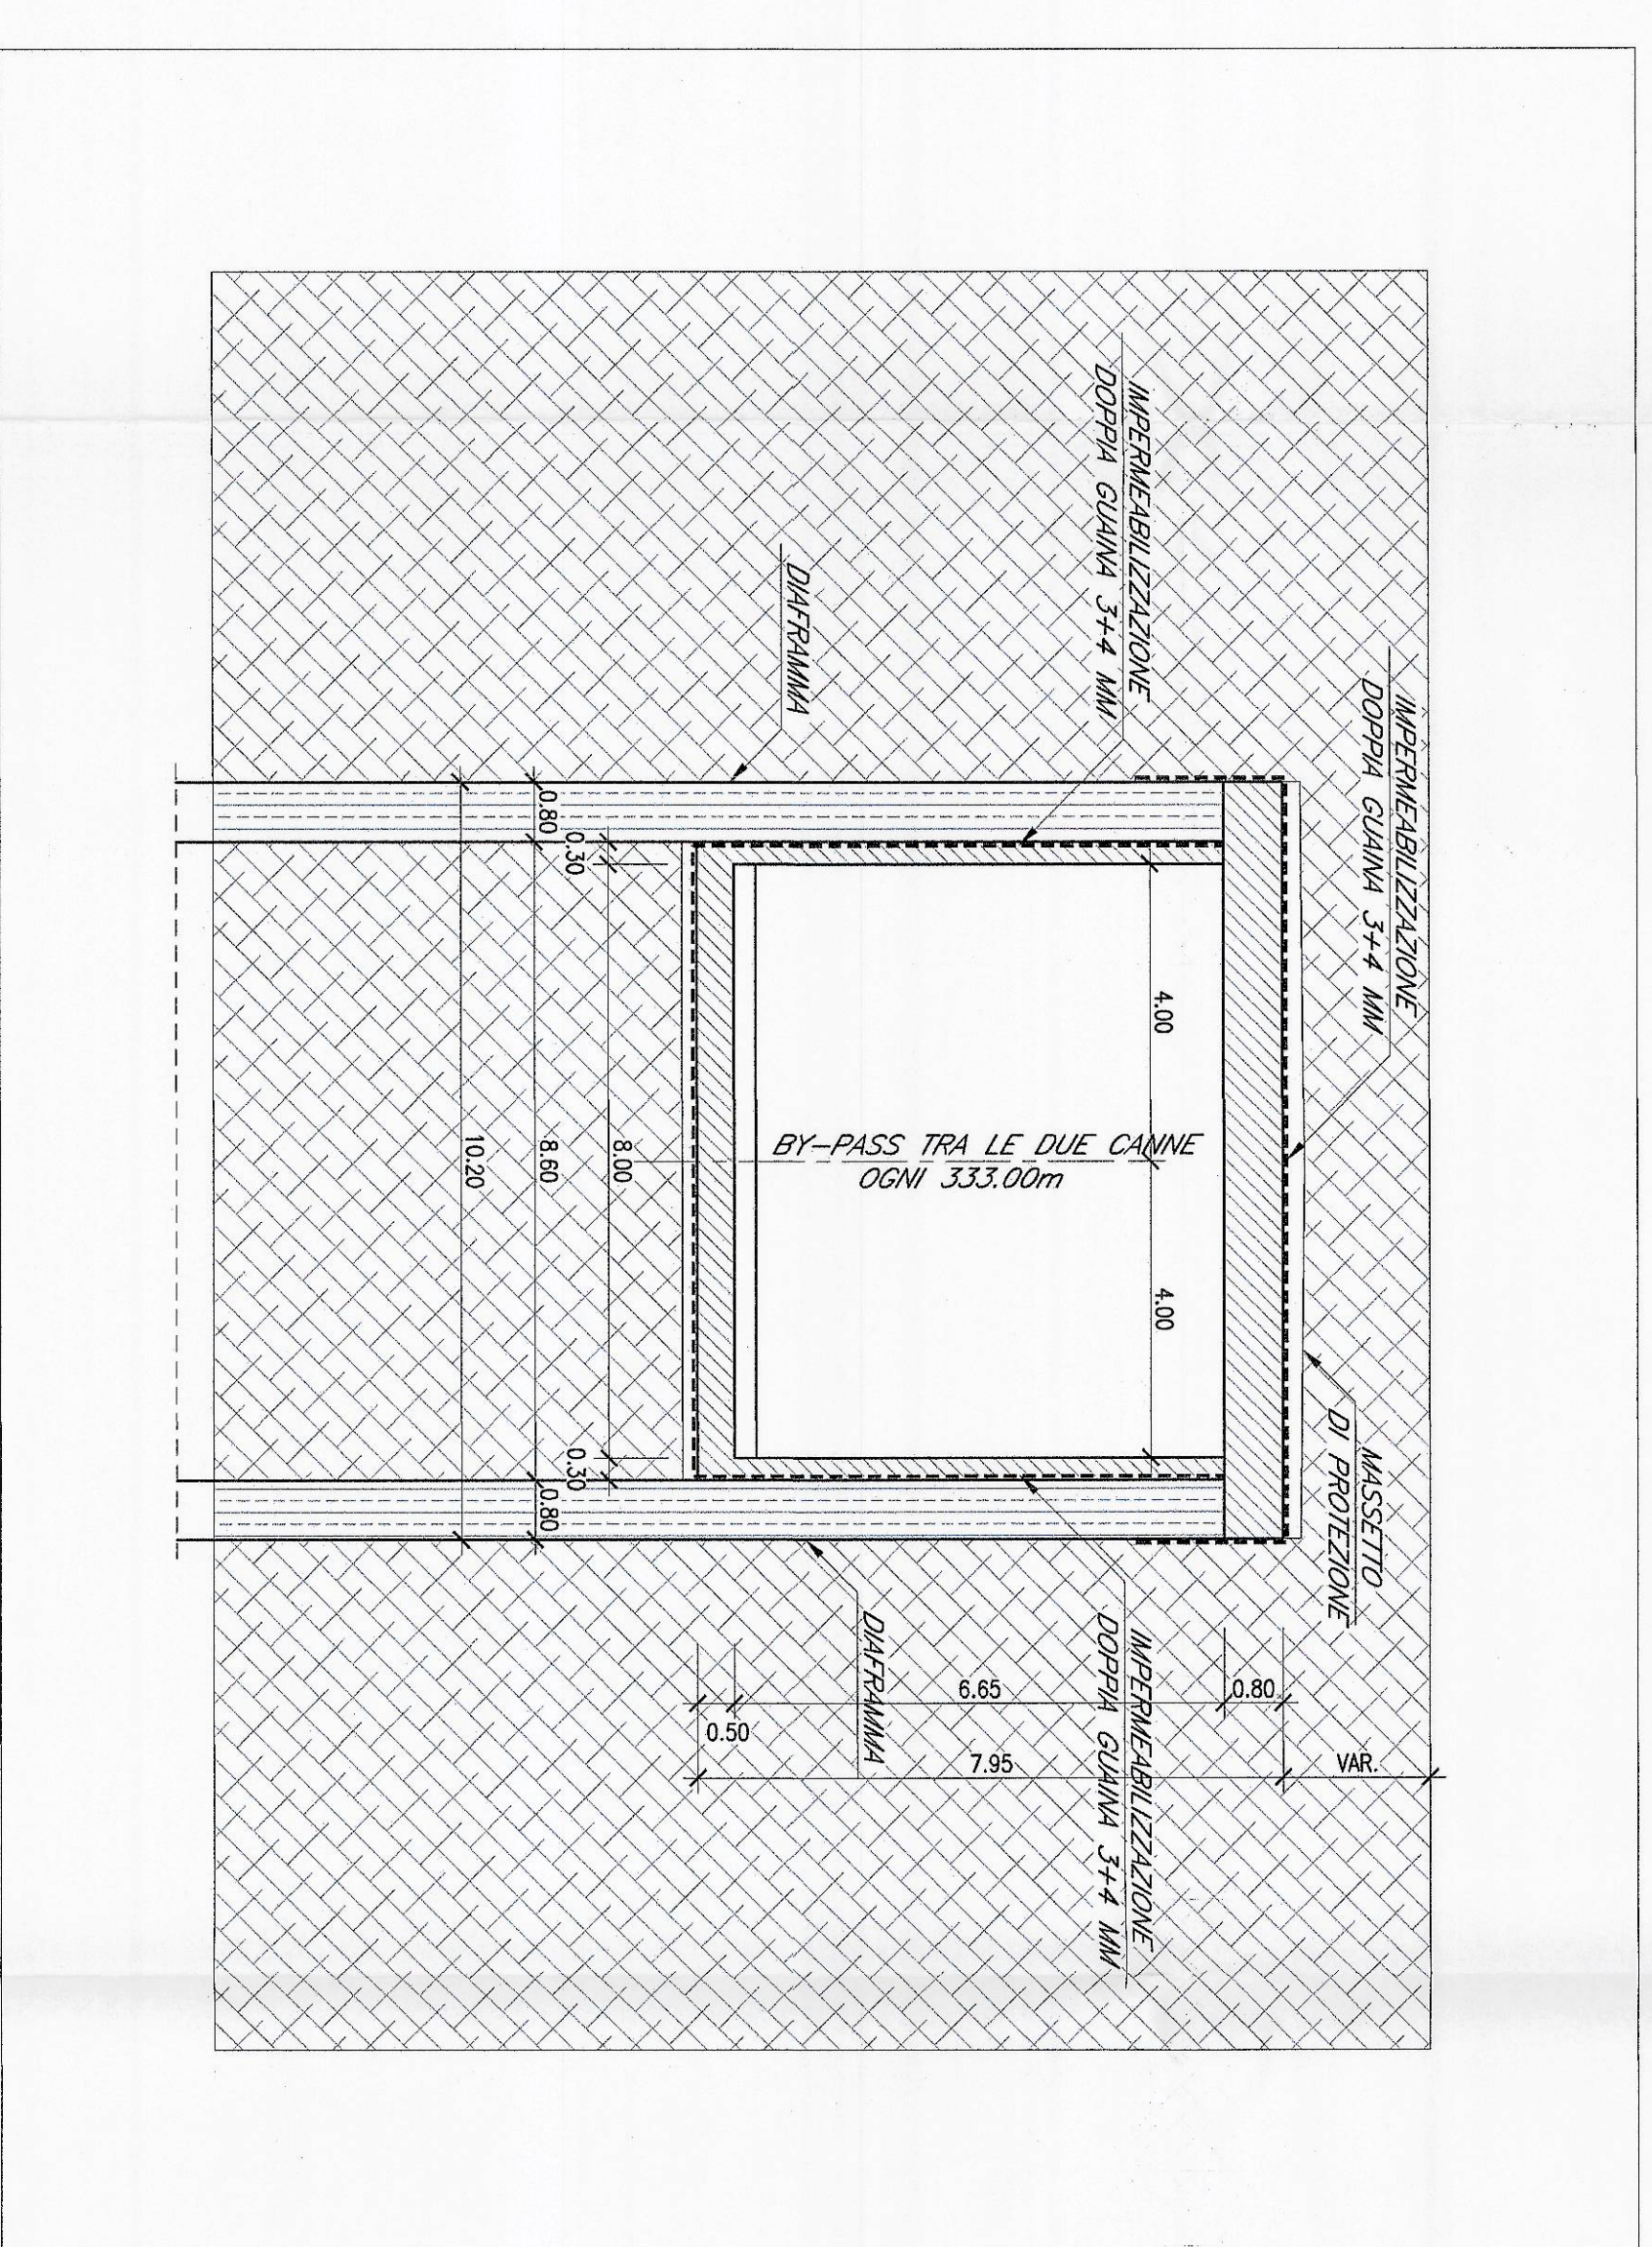 IMPERMEABILIZZAZIONE
DOPPIA GUAINA 3+4 MM
MASSETTO
DI PROTEZIONE
IMPERMEABILIZZAZIONE
DOPPIA GUAINA 3+4 MM
IMPERMEABILIZZAZIONE
DOPPIA GUAINA 3+4 MM
DIAFRAMMA
DIAFRAMMA
4.00
4.00
BY-PASS TRA LE DUE CANNE
OGNI 333.00m
VAR.
0.80
6.65
7.95
0.50
0.30
8.00
0.30
0.80
8.60
0.80
10.20